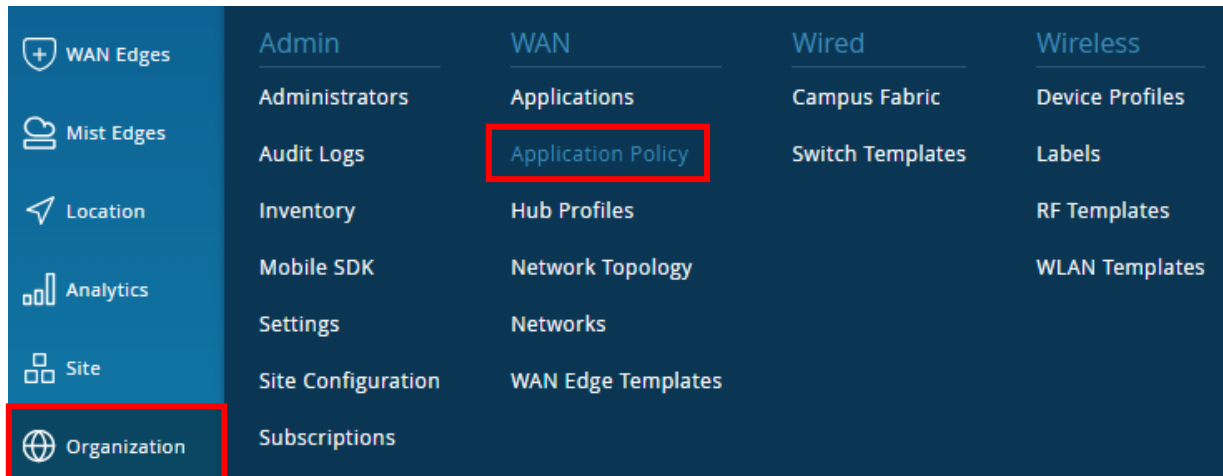 WAN Edges
Mist Edges
Location
Analytics
Site
Organization
Admin
Administrators
Audit Logs
Inventory
Mobile SDK
Settings
Site Configuration
Subscriptions
WAN
Applications
Application Policy
Hub Profiles
Network Topology
Networks
WAN Edge Templates
Wired
Campus Fabric
Switch Templates
Wireless
Device Profiles
Labels
RF Templates
WLAN Templates